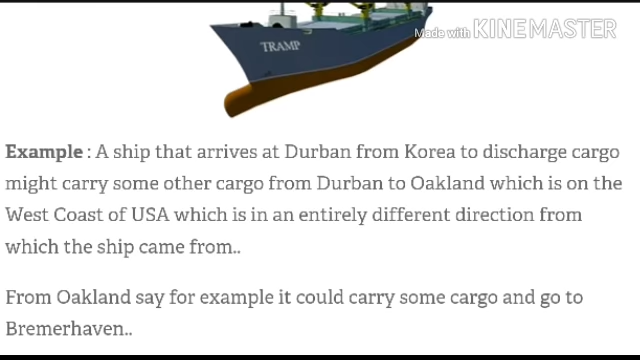 Made with KINEMASTER
TRAMP
Example : A ship that arrives at Durban from Korea to discharge cargo
might carry some other cargo from Durban to Oakland which is on the
West Coast of USA which is in an entirely different direction from
which the ship came from..
From Oakland say for example it could carry some cargo and go to
Bremerhaven..